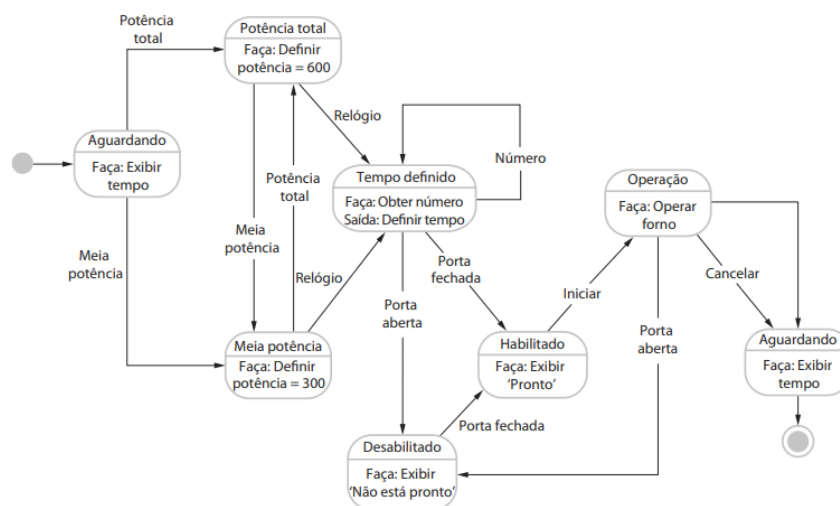 Potência
total
Potência total
Faça: Definir
potência = 600
Relógio
Aguardando
Faça: Exibir
tempo
Potência
total
Número
Tempo definido
Faça: Obter número
Saída: Definir tempo
Operação
Faça: Operar
forno
Meia
potência
Meia
potência
Relógio
Porta
fechada
Cancelar
Iniciar
Porta
aberta
Porta
aberta
Meia potência
Faça: Definir
potência = 300
Habilitado
Faça: Exibir
‘Pronto’
Aguardando
Faça: Exibir
tempo
Porta fechada
Desabilitado
Faça: Exibir
‘Não está pronto’